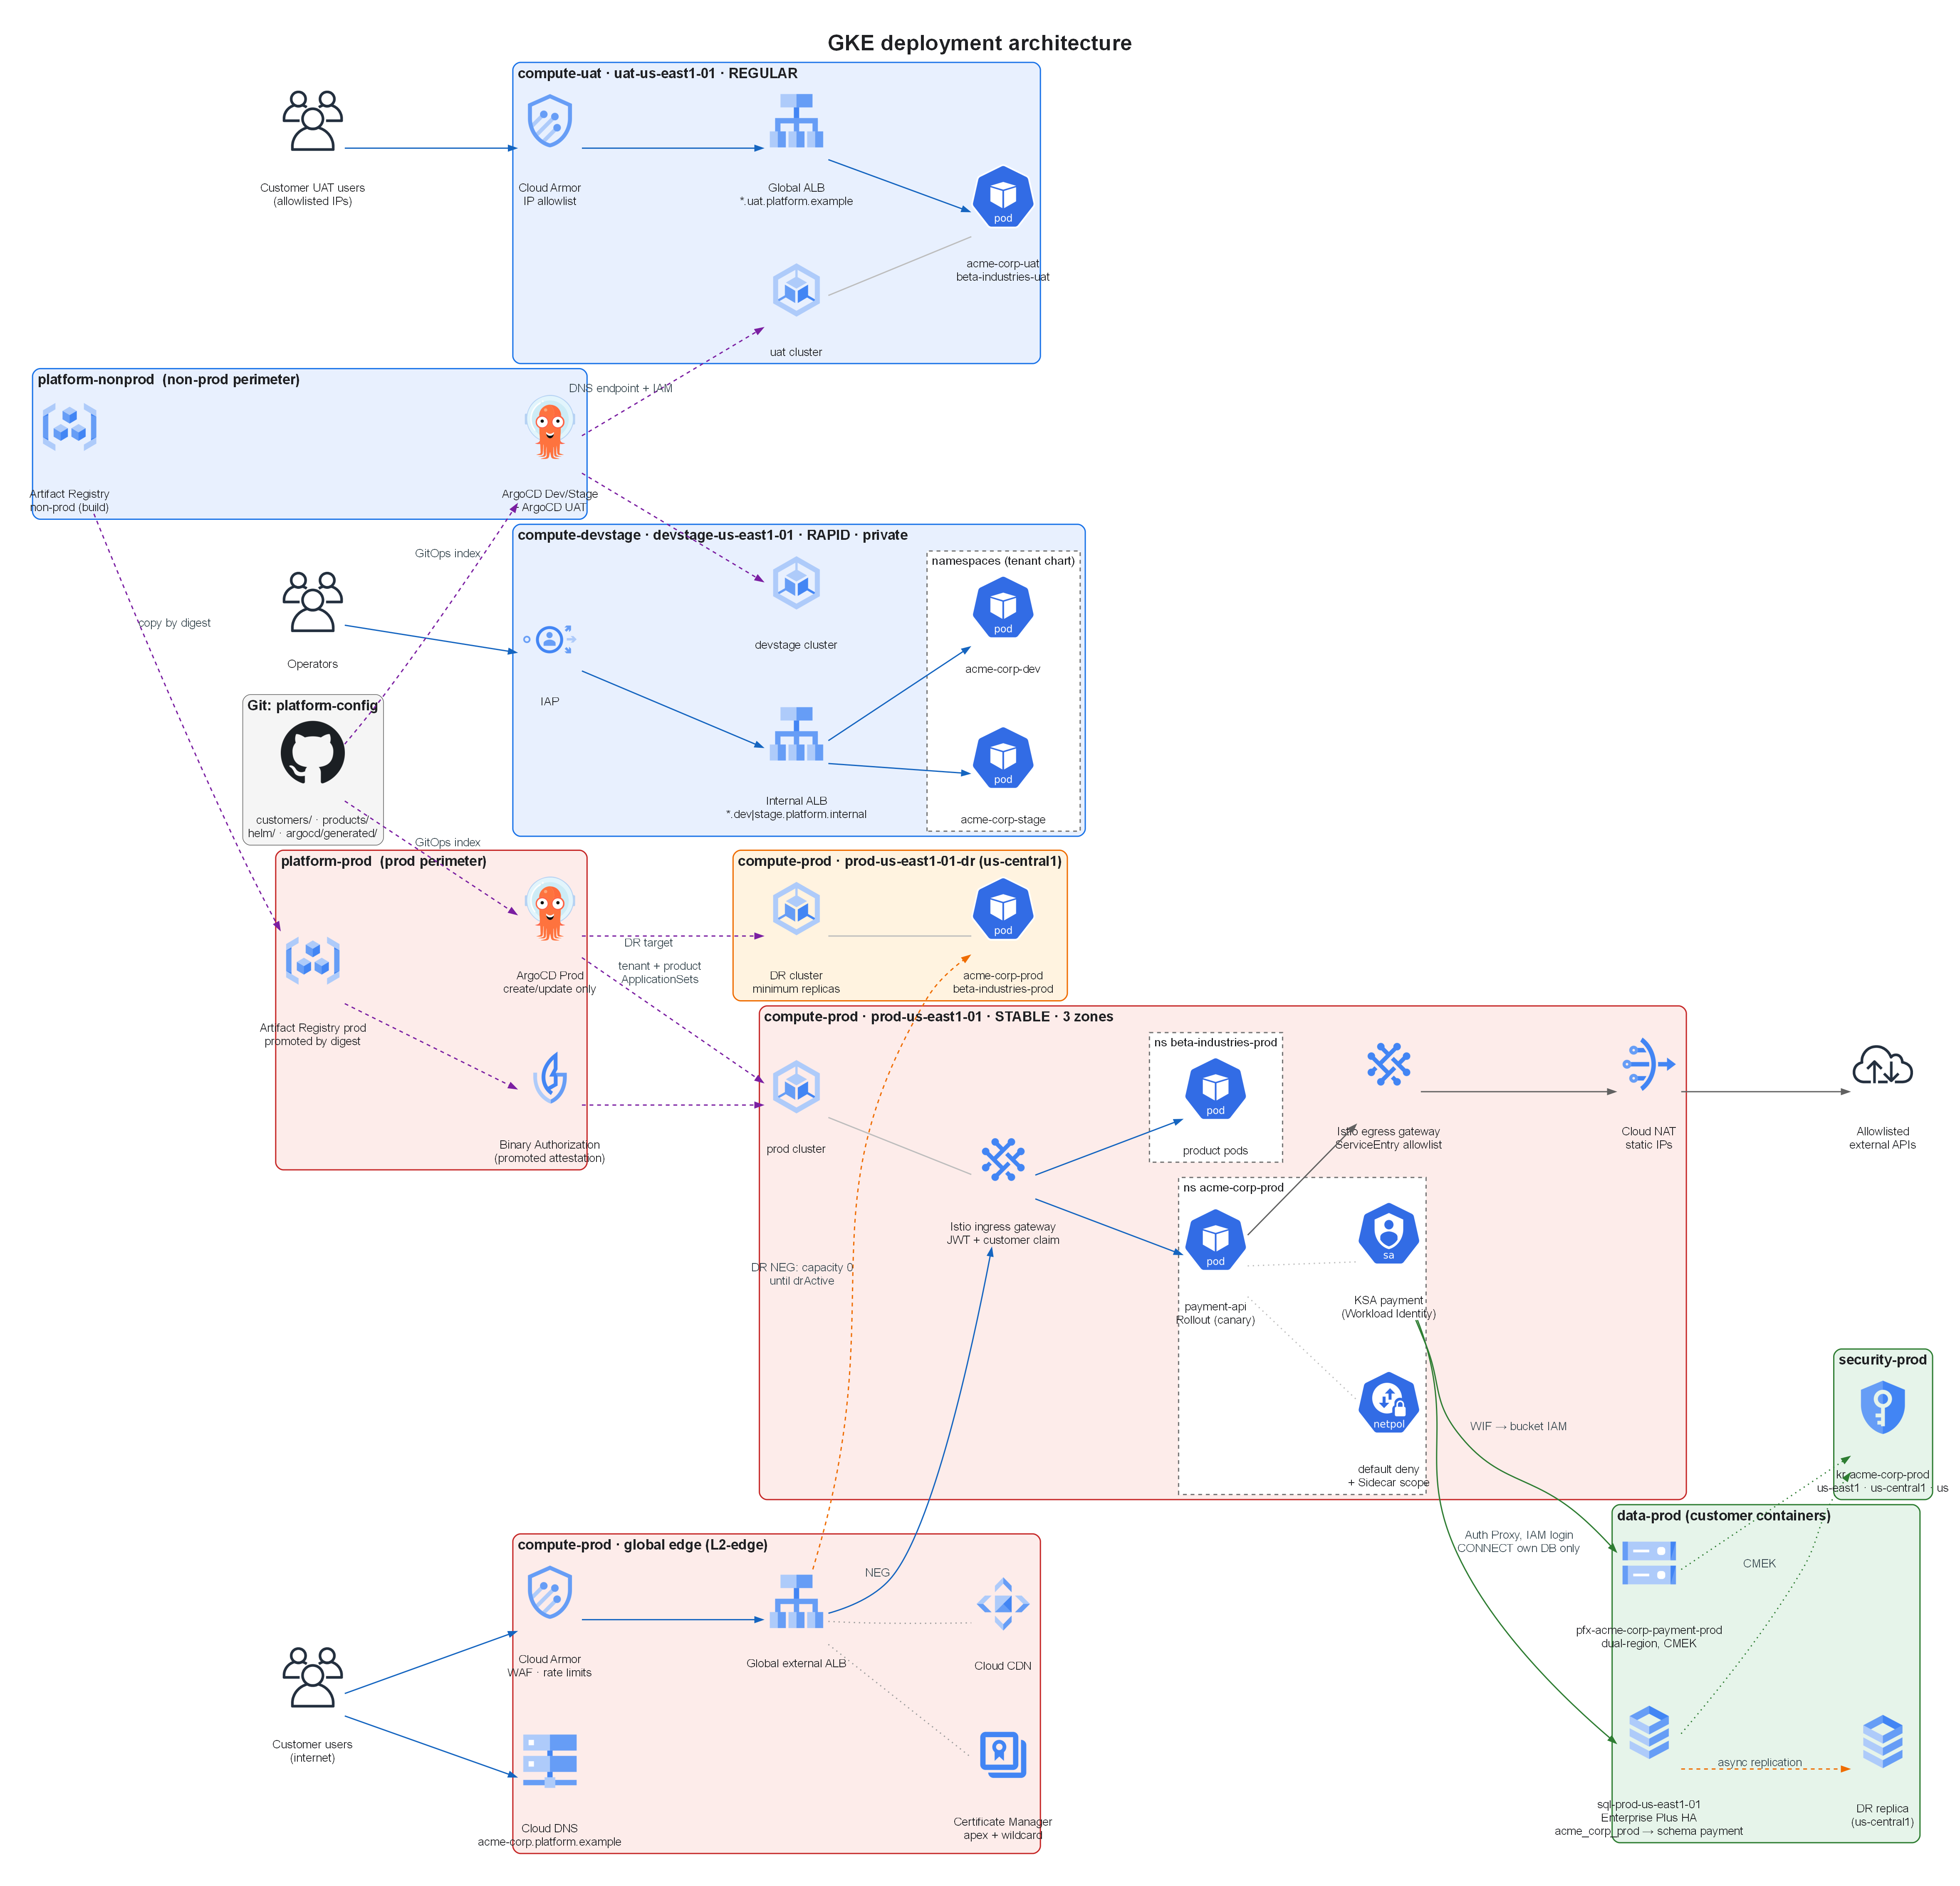 GKE deployment architecture
compute-uat · uat-us-east1-01 · REGULAR
Customer UAT users
(allowlisted IPs)
Cloud Armor
IP allowlist
Global ALB
*.uat.platform.example
pod
acme-corp-uat
beta-industries-uat
uat cluster
platform-nonprod (non-prod perimeter)
DNS endpoint + IAM
Artifact Registry
non-prod (build)
ArgoCD Dev/Stage
+ ArgoCD UAT
compute-devstage · devstage-us-east1-01 · RAPID · private
GitOps index
namespaces (tenant chart)
pod
acme-corp-dev
devstage cluster
copy by digest
Operators
IAP
Git: platform-config
customers/ · products/
helm/ · argocd/generated/
Internal ALB
*.dev|stage.platform.internal
pod
acme-corp-stage
GitOps index
platform-prod (prod perimeter)
ArgoCD Prod
create/update only
Artifact Registry prod
promoted by digest
Binary Authorization
(promoted attestation)
DR target
tenant + product
ApplicationSets
compute-prod · prod-us-east1-01-dr (us-central1)
DR cluster
minimum replicas
pod
acme-corp-prod
beta-industries-prod
compute-prod · prod-us-east1-01 · STABLE · 3 zones
prod cluster
Istio ingress gateway
JWT + customer claim
ns beta-industries-prod
pod
product pods
Istio egress gateway
ServiceEntry allowlist
Cloud NAT
static IPs
Allowlisted
external APIs
ns acme-corp-prod
pod
payment-api
Rollout (canary)
sa
KSA payment
(Workload Identity)
netpol
default deny
+ Sidecar scope
DR NEG: capacity 0
until drActive
WIF → bucket IAM
security-prod
kr-acme-corp-prod
us-east1 · us-central1 · us
data-prod (customer containers)
Auth Proxy, IAM login
CONNECT own DB only
CMEK
pfx-acme-corp-payment-prod
dual-region, CMEK
async replication
sql-prod-us-east1-01
Enterprise Plus HA
acme_corp_prod → schema payment
DR replica
(us-central1)
compute-prod · global edge (L2-edge)
NEG
Cloud Armor
WAF · rate limits
Global external ALB
Cloud CDN
Customer users
(internet)
Cloud DNS
acme-corp.platform.example
Certificate Manager
apex + wildcard